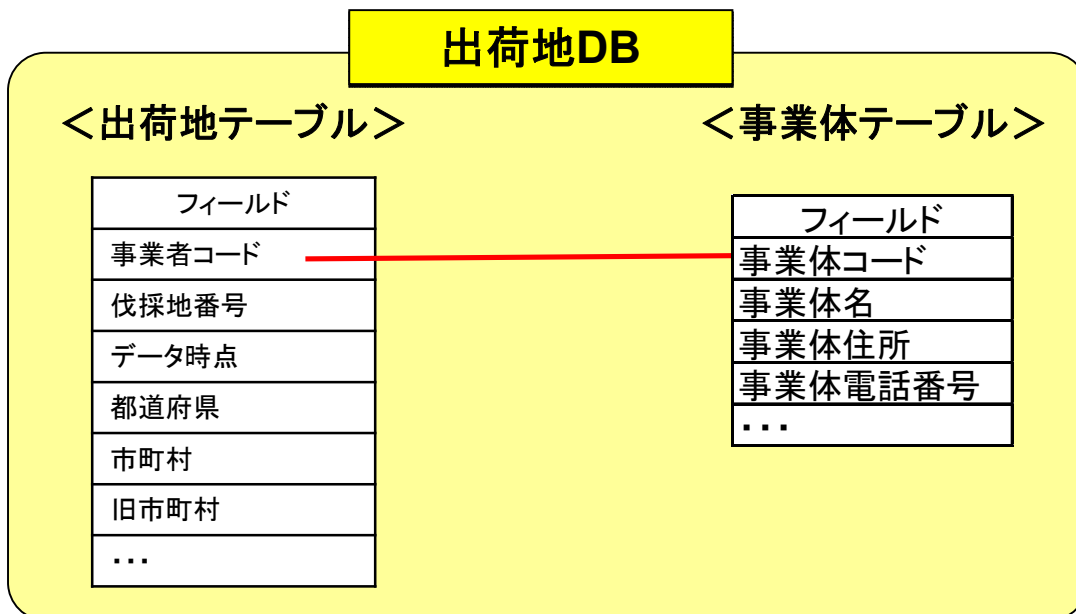 出荷地DB
＜出荷地テーブル＞
フィールド
事業者コード
伐採地番号
データ時点
都道府県
市町村
旧市町村
･･･
＜事業体テーブル＞
フィールド
事業体コード
事業体名
事業体住所
事業体電話番号
･･･